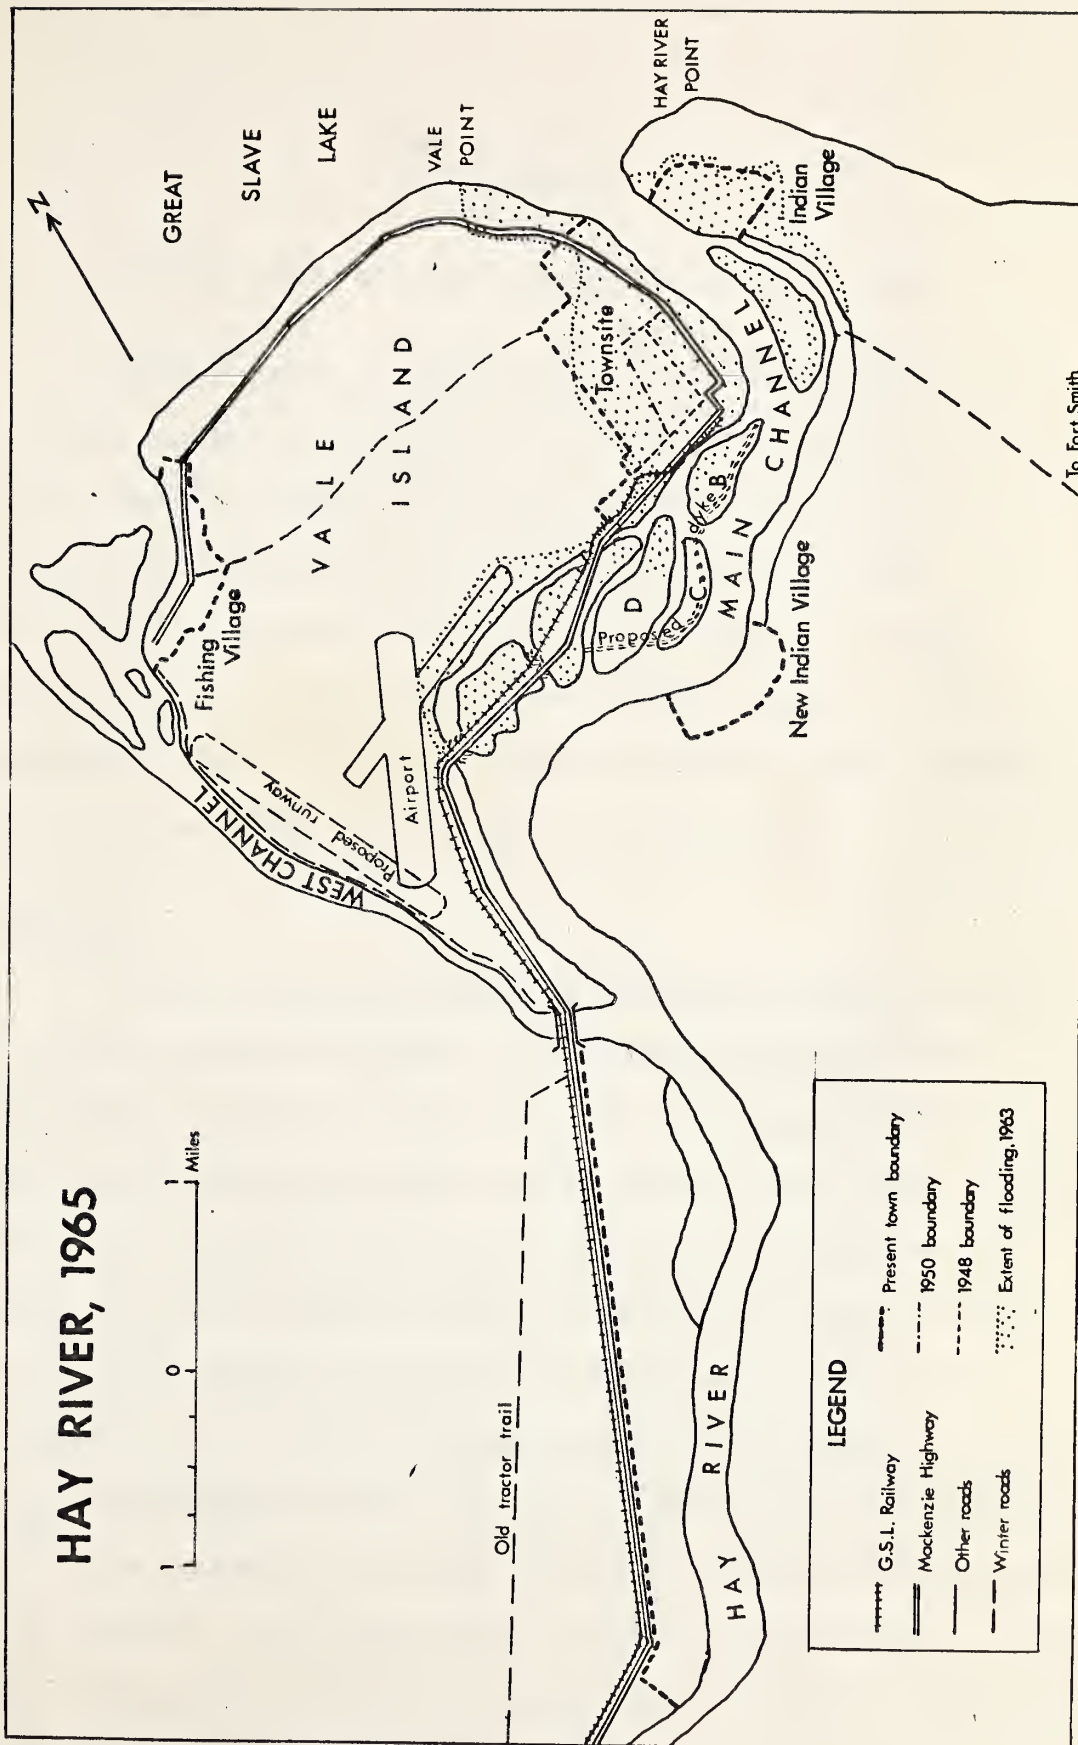 HAY RIVER, 1965
1 0 1
Miles
N
GREAT
SLAVE
LAKE
VALE
POINT
HAY RIVER
POINT
Indian
Village
Townsite
VALE
ISLAND
Fishing
Village
WEST CHANNEL
Proposed runway
Airport
MAIN CHANNEL
B
C
D
Proposed dyke
New Indian Village
To Fort Smith
Old tractor trail
HAY RIVER
LEGEND
G.S.L. Railway
Mackenzie Highway
Other roads
Winter roads
Present town boundary
1950 boundary
1948 boundary
Extent of flooding, 1963